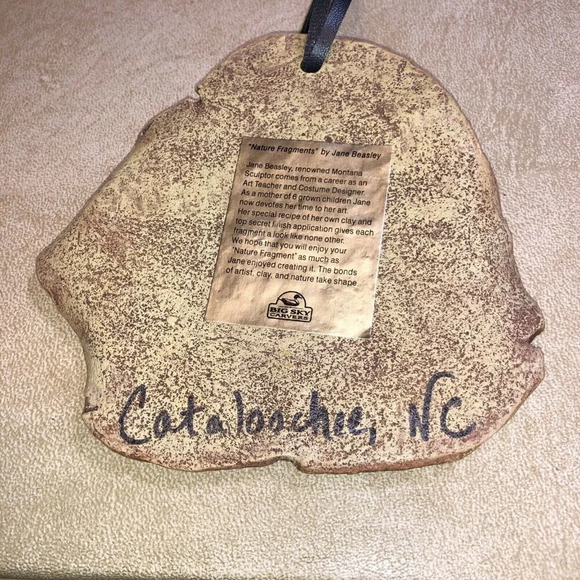 "Nature Fragments" by Jane Beasley
Jane Beasley, renowned Montana
Sculptor comes from a career as an
Art Teacher and Costume Designer.
As a mother of 6 grown children Jane
now devotes her time to her art.
Her special recipe of her own clay and
top secret finish application gives each
fragment a look like none other.
We hope that you will enjoy your
"Nature Fragment" as much as
Jane enjoyed creating it. The bonds
of artist, clay, and nature take shape...
BIG SKY
CARVERS
Cataloochee, NC